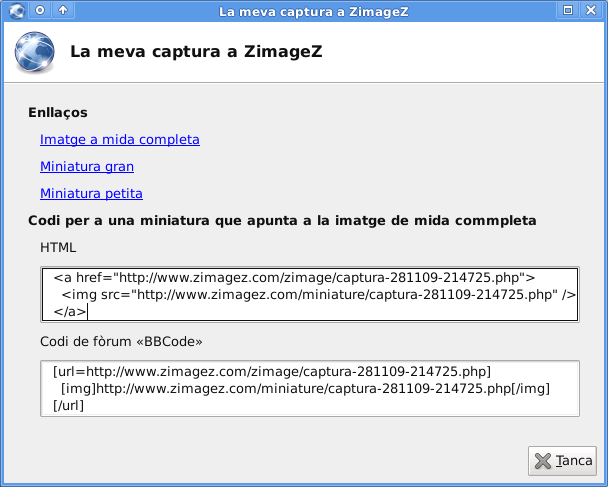 La meva captura a ZimageZ
La meva captura a ZimageZ
Enllaços
Imatge a mida completa
Miniatura gran
Miniatura petita
Codi per a una miniatura que apunta a la imatge de mida commpleta
HTML
<a href="http://www.zimagez.com/zimage/captura-281109-214725.php">
<img src="http://www.zimagez.com/miniature/captura-281109-214725.php" />
</a>
Codi de fòrum «BBCode»
[url=http://www.zimagez.com/zimage/captura-281109-214725.php]
[img]http://www.zimagez.com/miniature/captura-281109-214725.php[/img]
[/url]
Tanca